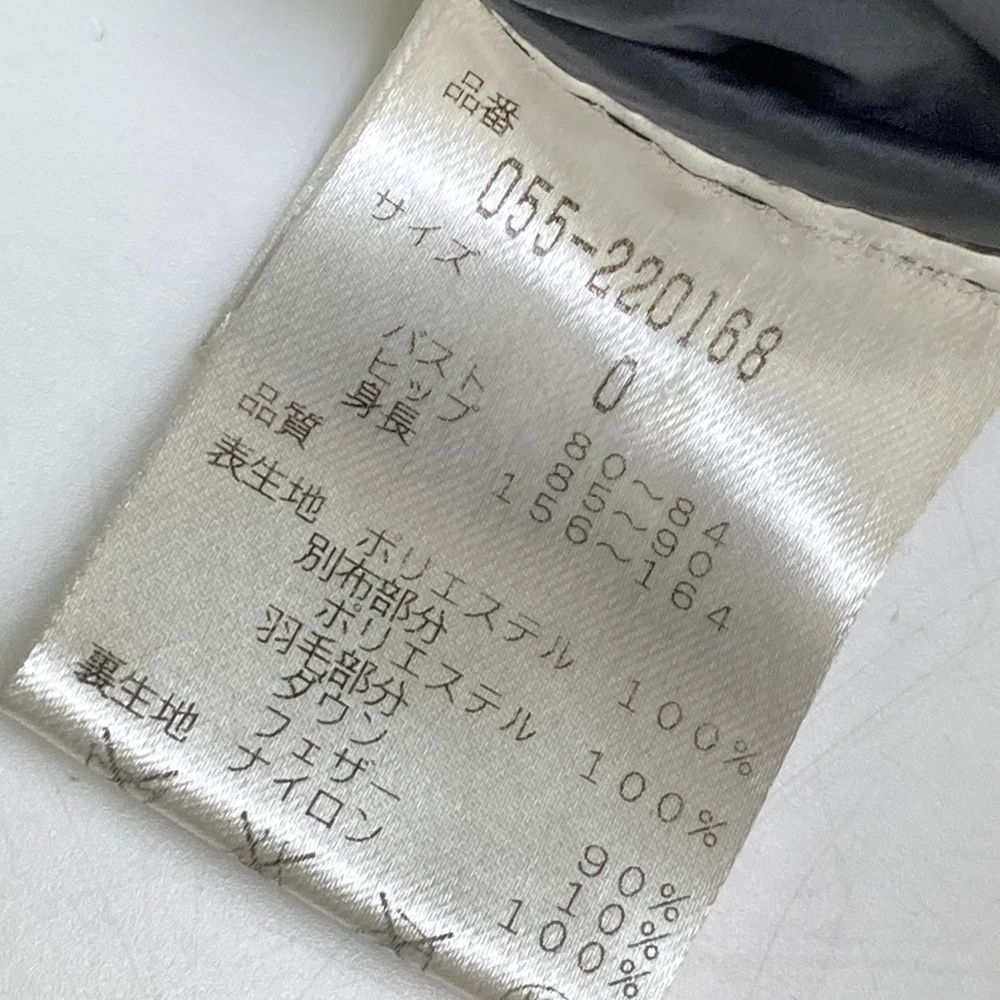 品番
055-220168
サイズ 0
バスト 80〜84
ヒップ 85〜90
身長 156〜164
品質
表生地 ポリエステル 100%
別布部分
ポリエステル 100%
羽毛部分
ダウン 90%
フェザー 10%
裏生地 ナイロン 100%